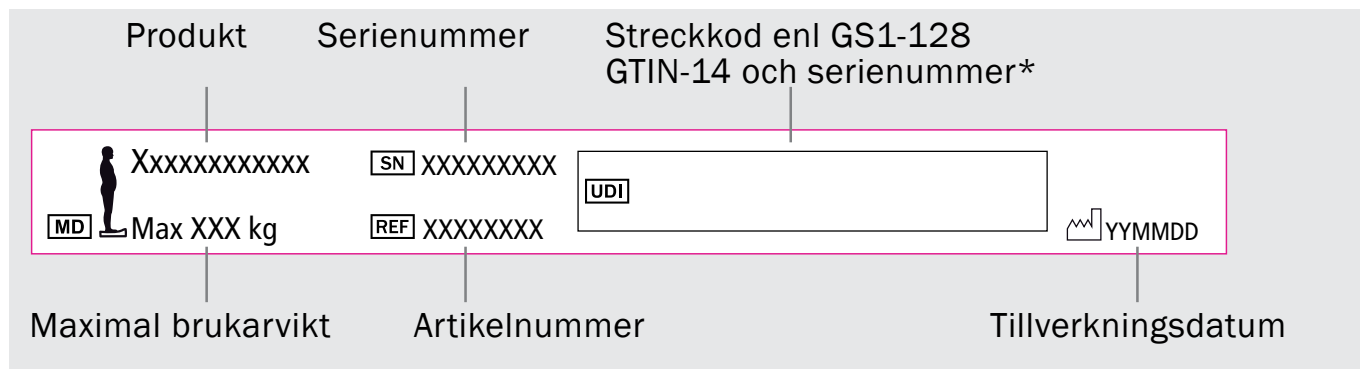 Produkt
Serienummer
Streckkod enl GS1-128
GTIN-14 och serienummer*
Xxxxxxxxxxxx
SN XXXXXXXXX
UDI
MD Max XXX kg
REF XXXXXXXX
YYMMDD
Maximal brukarvikt
Artikelnummer
Tillverkningsdatum